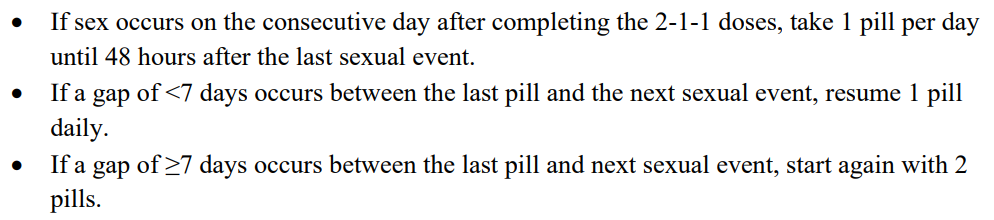 • If sex occurs on the consecutive day after completing the 2-1-1 doses, take 1 pill per day
until 48 hours after the last sexual event.
• If a gap of <7 days occurs between the last pill and the next sexual event, resume 1 pill
daily.
• If a gap of ≥7 days occurs between the last pill and next sexual event, start again with 2
pills.